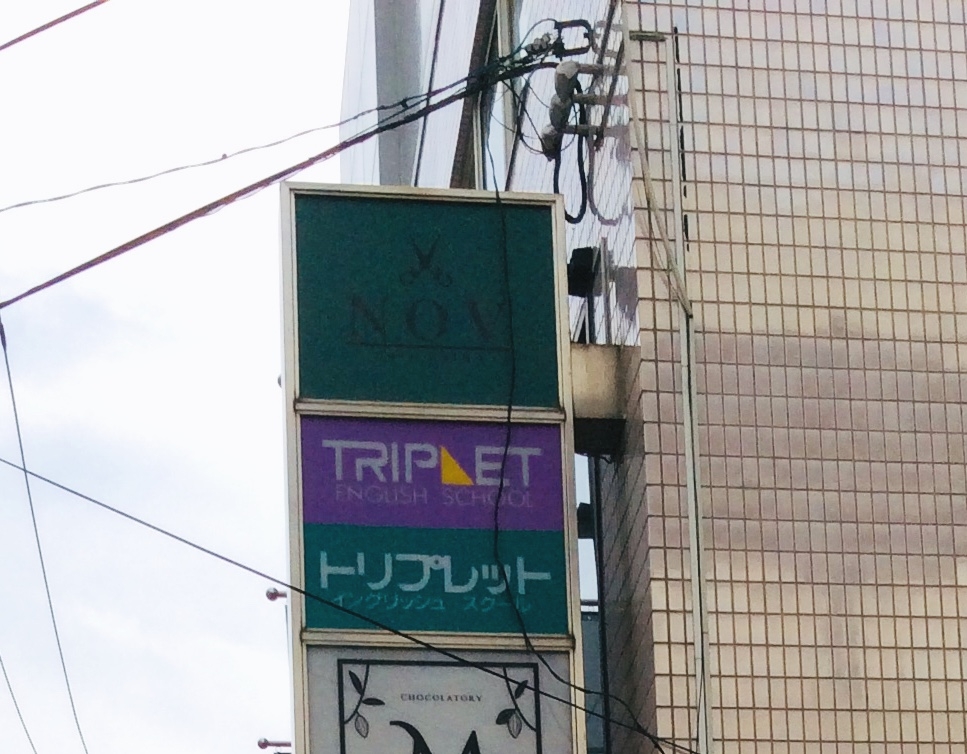 NOV
TRIPLET
ENGLISH SCHOOL
トリプレット
イングリッシュ スクール
CHOCOLATORY
M